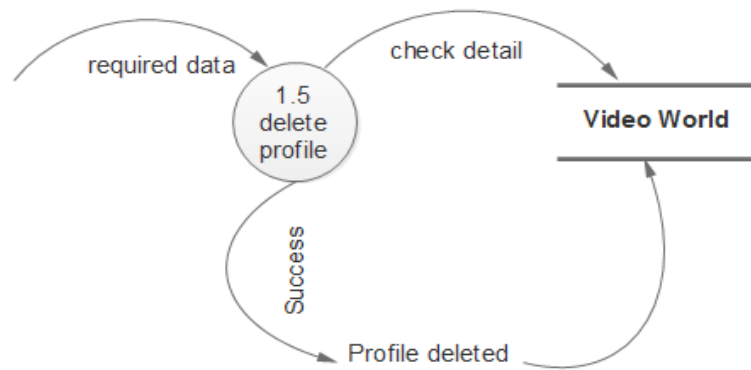 required data
check detail
1.5
delete
profile
Video World
Success
Profile deleted